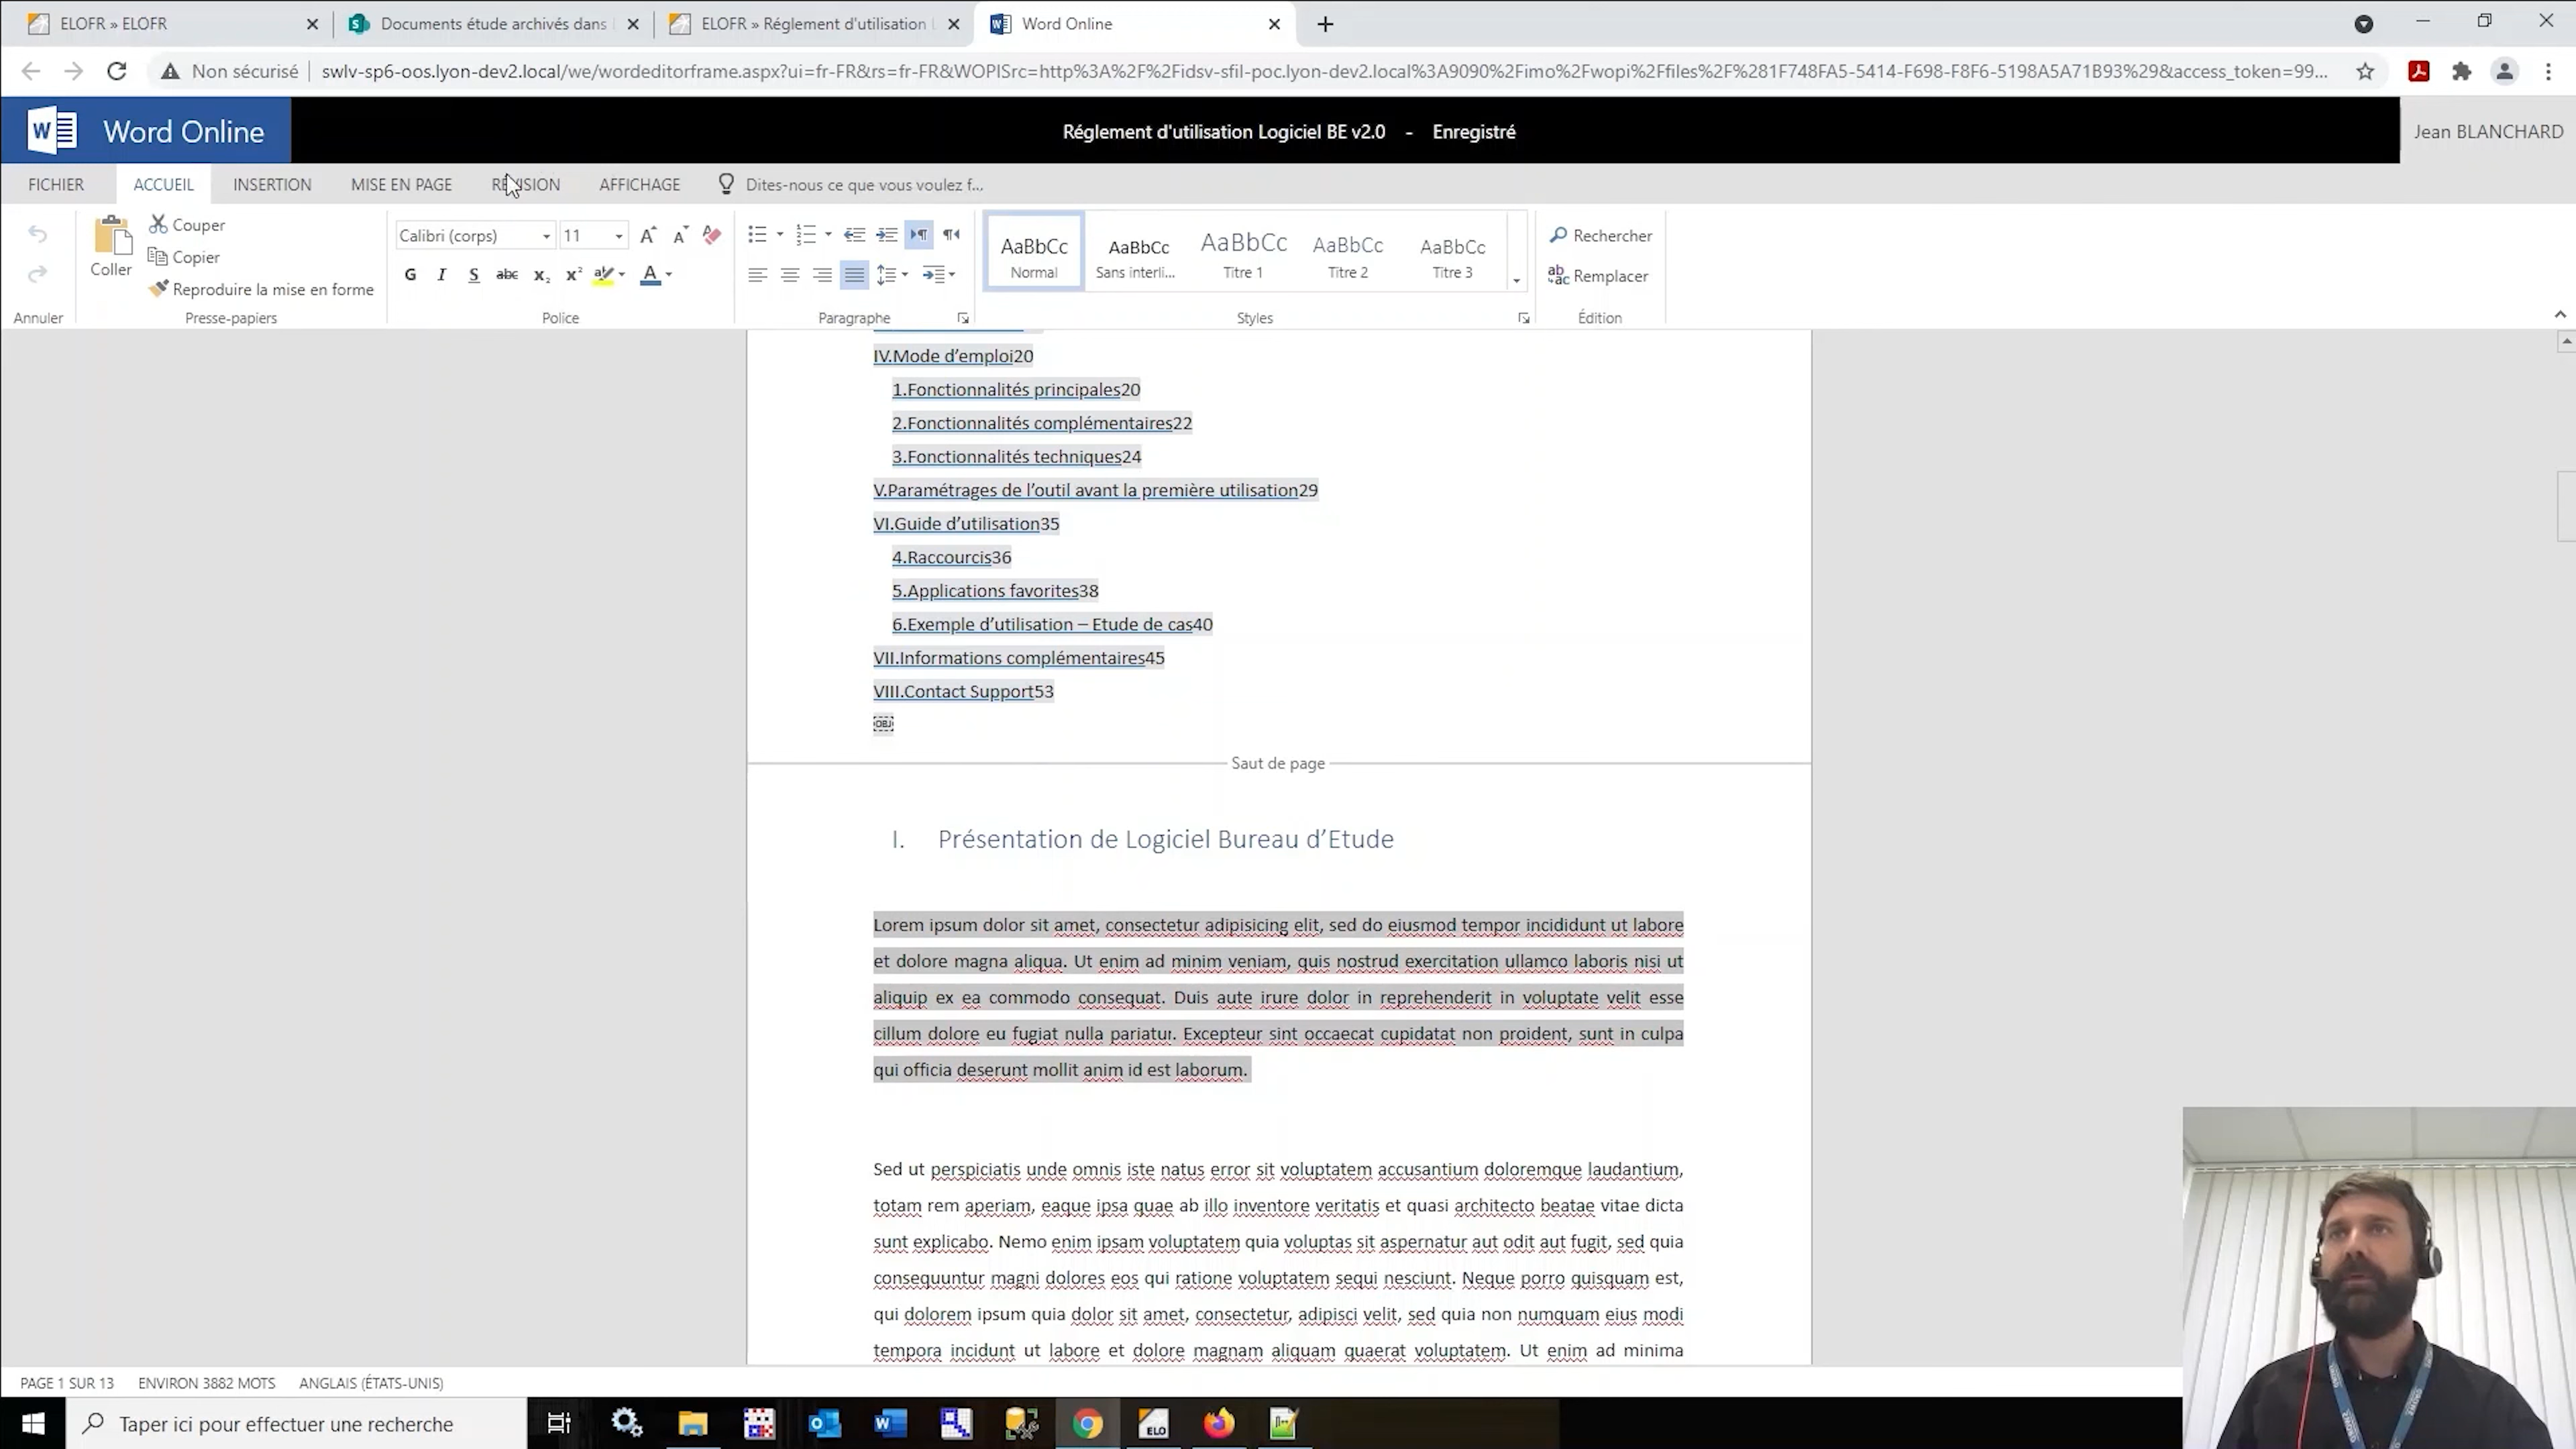 ELOFR » ELOFR
Documents étude archivés dans
ELOFR » Réglement d'utilisation
Word Online
Non sécurisé
swlv-sp6-oos.lyon-dev2.local/we/wordeditorframe.aspx?ui=fr-FR&rs=fr-FR&WOPISrc=http%3A%2F%2Fidsv-sfil-poc.lyon-dev2.local%3A9090%2Fimo%2Fwopi%2Ffiles%2F%281F748FA5-5414-F698-F8F6-5198A5A71B93%29&access_token=99...
Word Online
Réglement d'utilisation Logiciel BE v2.0 - Enregistré
Jean BLANCHARD
FICHIER ACCUEIL INSERTION MISE EN PAGE RÉVISION AFFICHAGE Dites-nous ce que vous voulez f...
Coller
Couper
Copier
Reproduire la mise en forme
Calibri (corps) 11
G I S abc x₂ x² A
AaBbCc AaBbCc AaBbCc AaBbCc AaBbCc
Normal Sans interli... Titre 1 Titre 2 Titre 3
Rechercher
Remplacer
Annuler Presse-papiers Police Paragraphe Styles Édition
IV.Mode d’emploi20
1.Fonctionnalités principales20
2.Fonctionnalités complémentaires22
3.Fonctionnalités techniques24
V.Paramétrages de l’outil avant la première utilisation29
VI.Guide d’utilisation35
4.Raccourcis36
5.Applications favorites38
6.Exemple d’utilisation – Etude de cas40
VII.Informations complémentaires45
VIII.Contact Support53
OBJ
Saut de page
I. Présentation de Logiciel Bureau d’Etude
Lorem ipsum dolor sit amet, consectetur adipisicing elit, sed do eiusmod tempor incididunt ut labore
et dolore magna aliqua. Ut enim ad minim veniam, quis nostrud exercitation ullamco laboris nisi ut
aliquip ex ea commodo consequat. Duis aute irure dolor in reprehenderit in voluptate velit esse
cillum dolore eu fugiat nulla pariatur. Excepteur sint occaecat cupidatat non proident, sunt in culpa
qui officia deserunt mollit anim id est laborum.
Sed ut perspiciatis unde omnis iste natus error sit voluptatem accusantium doloremque laudantium,
totam rem aperiam, eaque ipsa quae ab illo inventore veritatis et quasi architecto beatae vitae dicta
sunt explicabo. Nemo enim ipsam voluptatem quia voluptas sit aspernatur aut odit aut fugit, sed quia
consequuntur magni dolores eos qui ratione voluptatem sequi nesciunt. Neque porro quisquam est,
qui dolorem ipsum quia dolor sit amet, consectetur, adipisci velit, sed quia non numquam eius modi
tempora incidunt ut labore et dolore magnam aliquam quaerat voluptatem. Ut enim ad minima
PAGE 1 SUR 13 ENVIRON 3882 MOTS ANGLAIS (ÉTATS-UNIS)
Taper ici pour effectuer une recherche
ELO